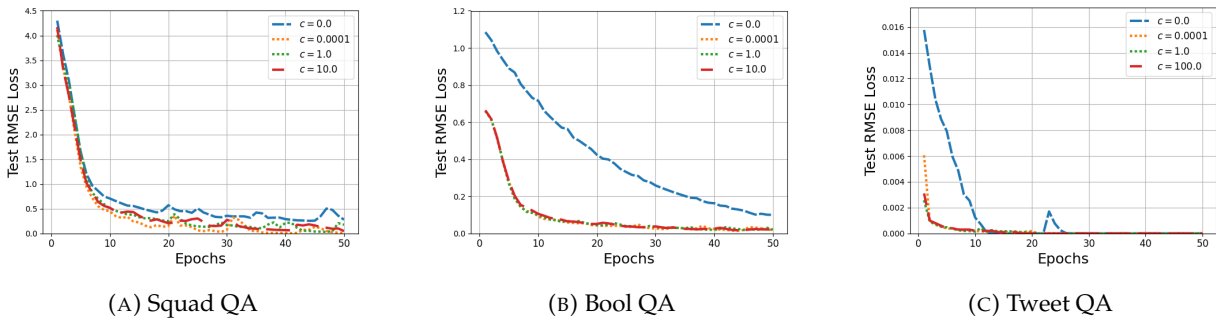 4.5
4.0
3.5
3.0
2.5
2.0
1.5
1.0
0.5
0.0
0
10
20
30
40
50
Test RMSE Loss
Epochs
c = 0.0
c = 0.0001
c = 1.0
c = 10.0
(A) Squad QA
1.2
1.0
0.8
0.6
0.4
0.2
0.0
0
10
20
30
40
50
Test RMSE Loss
Epochs
c = 0.0
c = 0.0001
c = 1.0
c = 10.0
(B) Bool QA
0.016
0.014
0.012
0.010
0.008
0.006
0.004
0.002
0.000
0
10
20
30
40
50
Test RMSE Loss
Epochs
c = 0.0
c = 0.0001
c = 1.0
c = 100.0
(C) Tweet QA